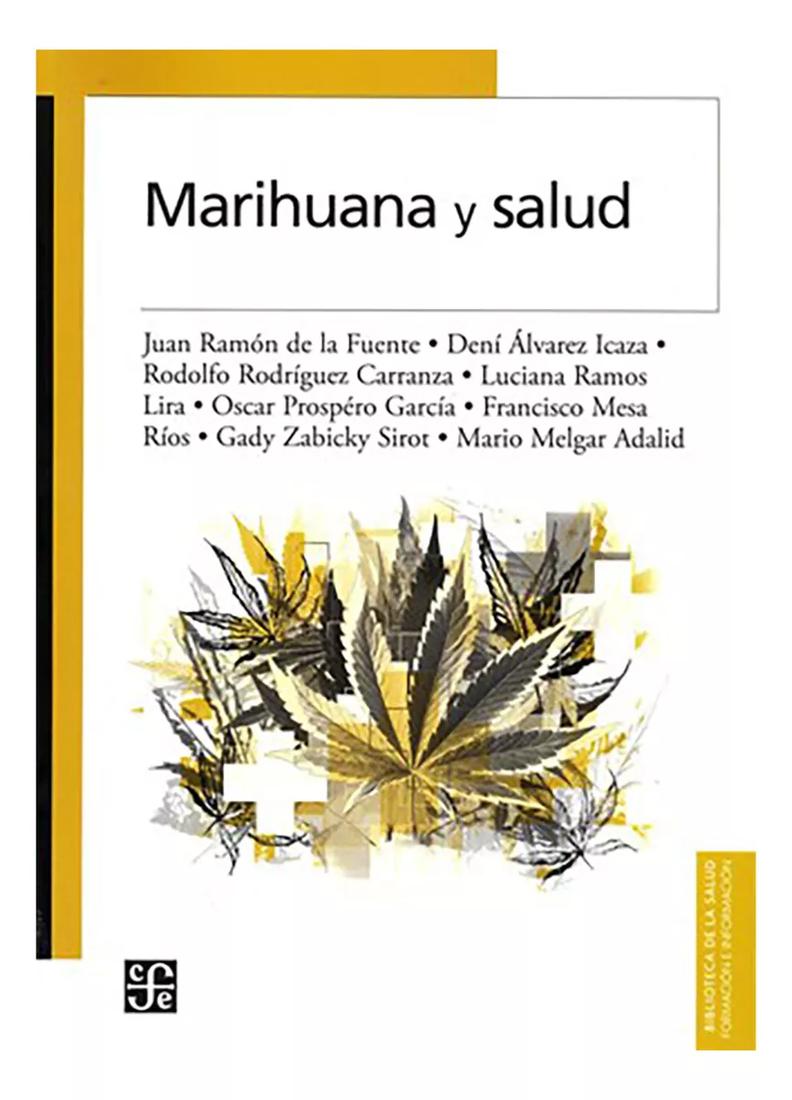 Marihuana y salud
Juan Ramón de la Fuente • Dení Álvarez Icaza •
Rodolfo Rodríguez Carranza • Luciana Ramos
Lira • Oscar Prospéro García • Francisco Mesa
Ríos • Gady Zabicky Sirot • Mario Melgar Adalid
cfe
BIBLIOTECA DE LA SALUD
FORMACIÓN E INFORMACIÓN